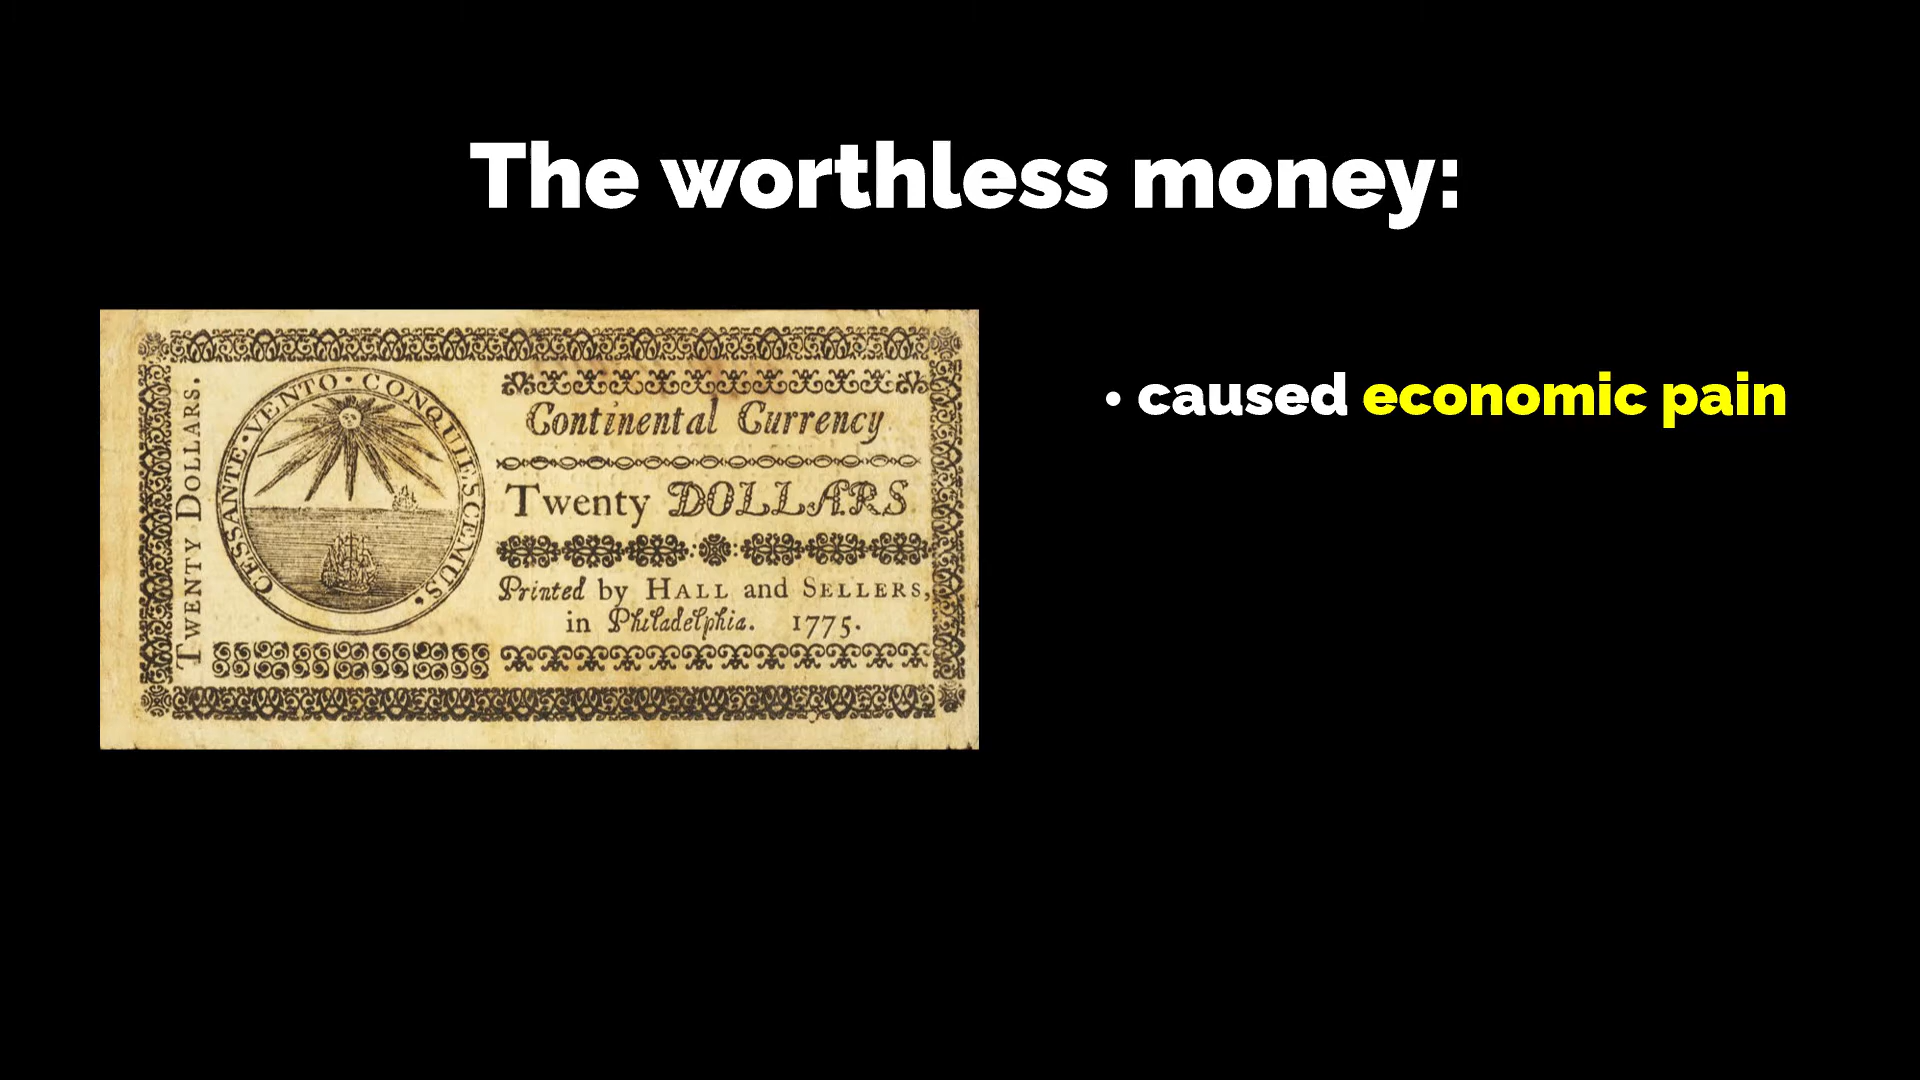 The worthless money:
TWENTY DOLLARS.
CESSANTE · VENTO · CONQUIESCEMUS.
Continental Currency
Twenty DOLLARS
Printed by HALL and SELLERS,
in Philadelphia. 1775.
• caused economic pain